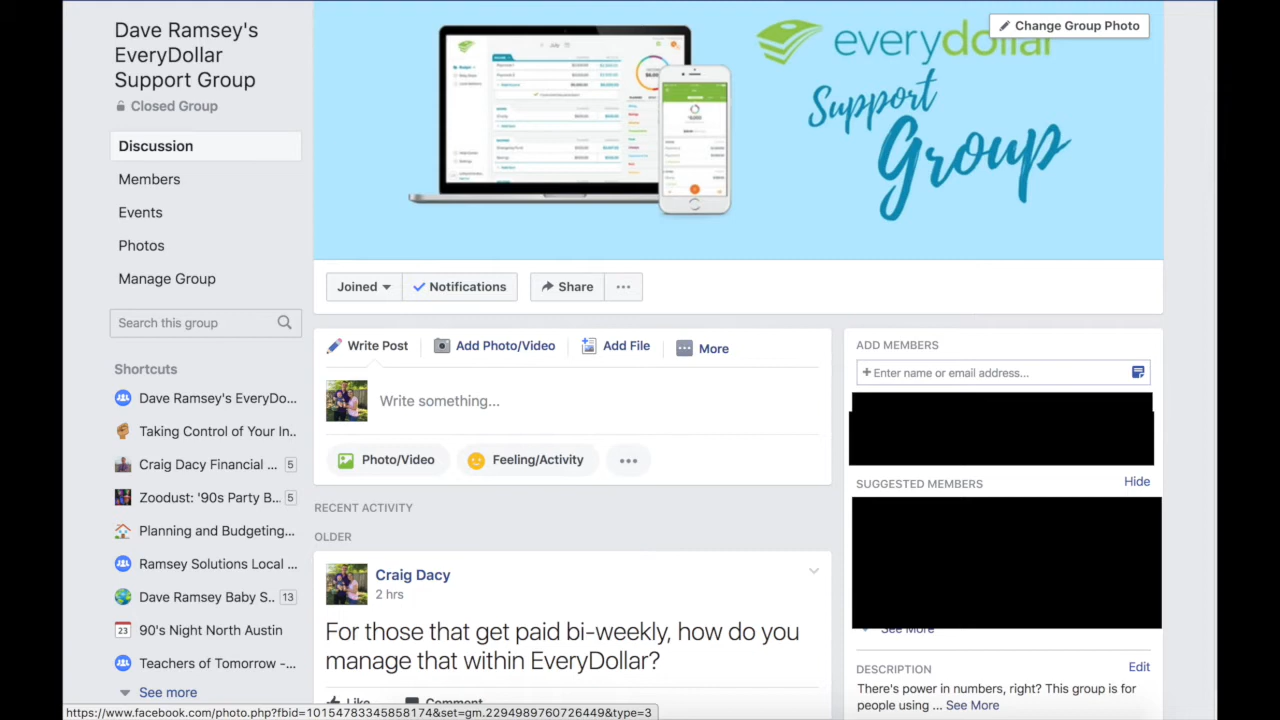 Dave Ramsey's
EveryDollar
Support Group
Closed Group
Discussion
Members
Events
Photos
Manage Group
Search this group
Shortcuts
Dave Ramsey's EveryDo...
Taking Control of Your In..
Craig Dacy Financial ... 5
Zoodust: '90s Party B... 5
Planning and Budgeting...
Ramsey Solutions Local ...
Dave Ramsey Baby S.. 13
23 90's Night North Austin
Teachers of Tomorrow -...
See more
Change Group Photo
everydollar
Support
Group
Joined
Notifications
Share
Write Post
Add Photo/Video
Add File
More
Write something...
Photo/Video
Feeling/Activity
RECENT ACTIVITY
OLDER
Craig Dacy
2 hrs
For those that get paid bi-weekly, how do you
manage that within EveryDollar?
Like
Comment
ADD MEMBERS
+ Enter name or email address...
SUGGESTED MEMBERS
Hide
See More
DESCRIPTION
Edit
There's power in numbers, right? This group is for
people using ... See More
https://www.facebook.com/photo.php?fbid=10154783345858174&set=gm.2294989760726449&type=3